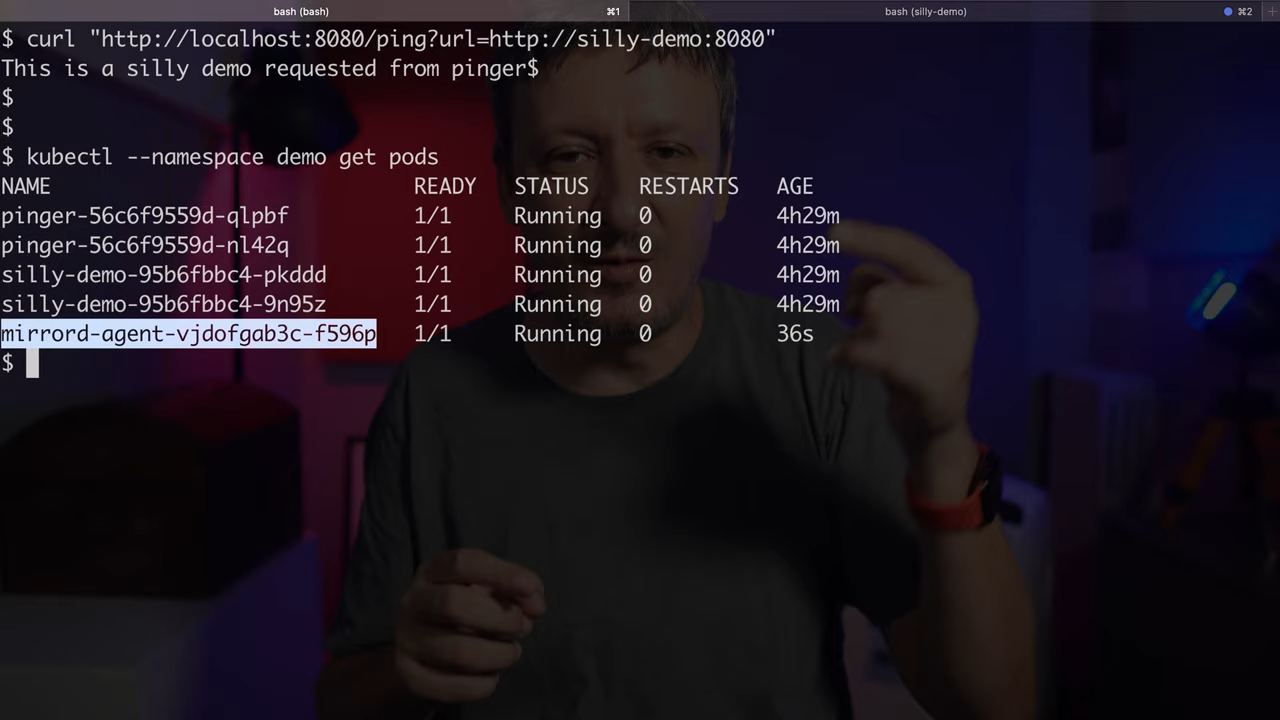 bash (bash) ⌘1 bash (silly-demo) ⌘2
$ curl "http://localhost:8080/ping?url=http://silly-demo:8080"
This is a silly demo requested from pinger$
$
$
$ kubectl --namespace demo get pods
NAME READY STATUS RESTARTS AGE
pinger-56c6f9559d-qlpbf 1/1 Running 0 4h29m
pinger-56c6f9559d-nl42q 1/1 Running 0 4h29m
silly-demo-95b6fbbc4-pkddd 1/1 Running 0 4h29m
silly-demo-95b6fbbc4-9n95z 1/1 Running 0 4h29m
mirrord-agent-vjdofgab3c-f596p 1/1 Running 0 36s
$